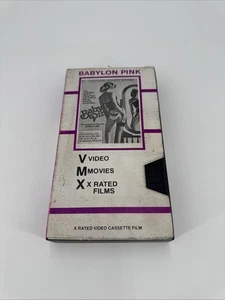 BABYLON PINK
V VIDEO
M MOVIES
X X RATED
FILMS
X RATED VIDEO CASSETTE FILM